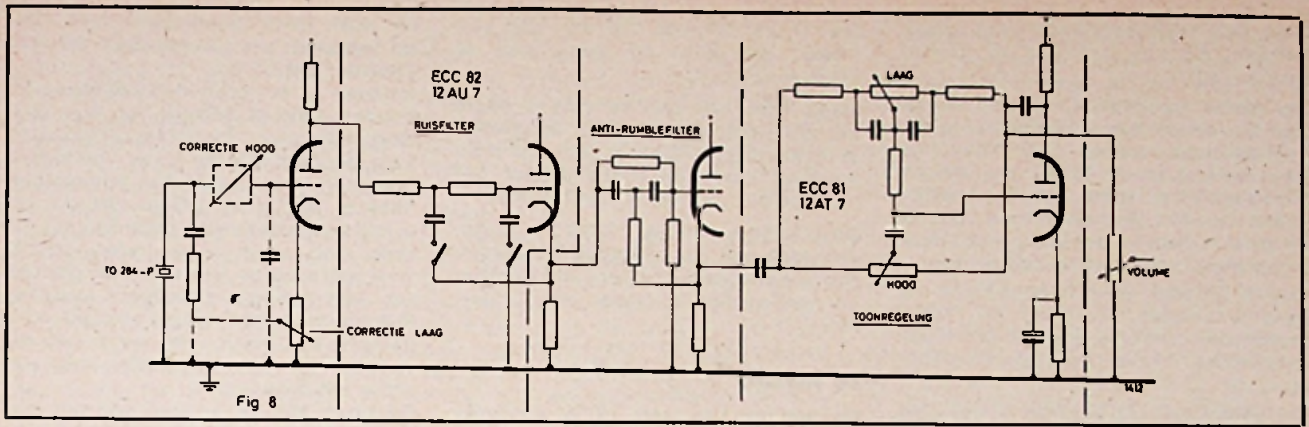 CORRECTIE HOOG
TO 284-P
CORRECTIE LAAG
Fig 8
ECC 82
12 AU 7
RUISFILTER
ANTI-RUMBLEFILTER
LAAG
ECC 81
12 AT 7
HOOG
TOONREGELING
VOLUME
1412